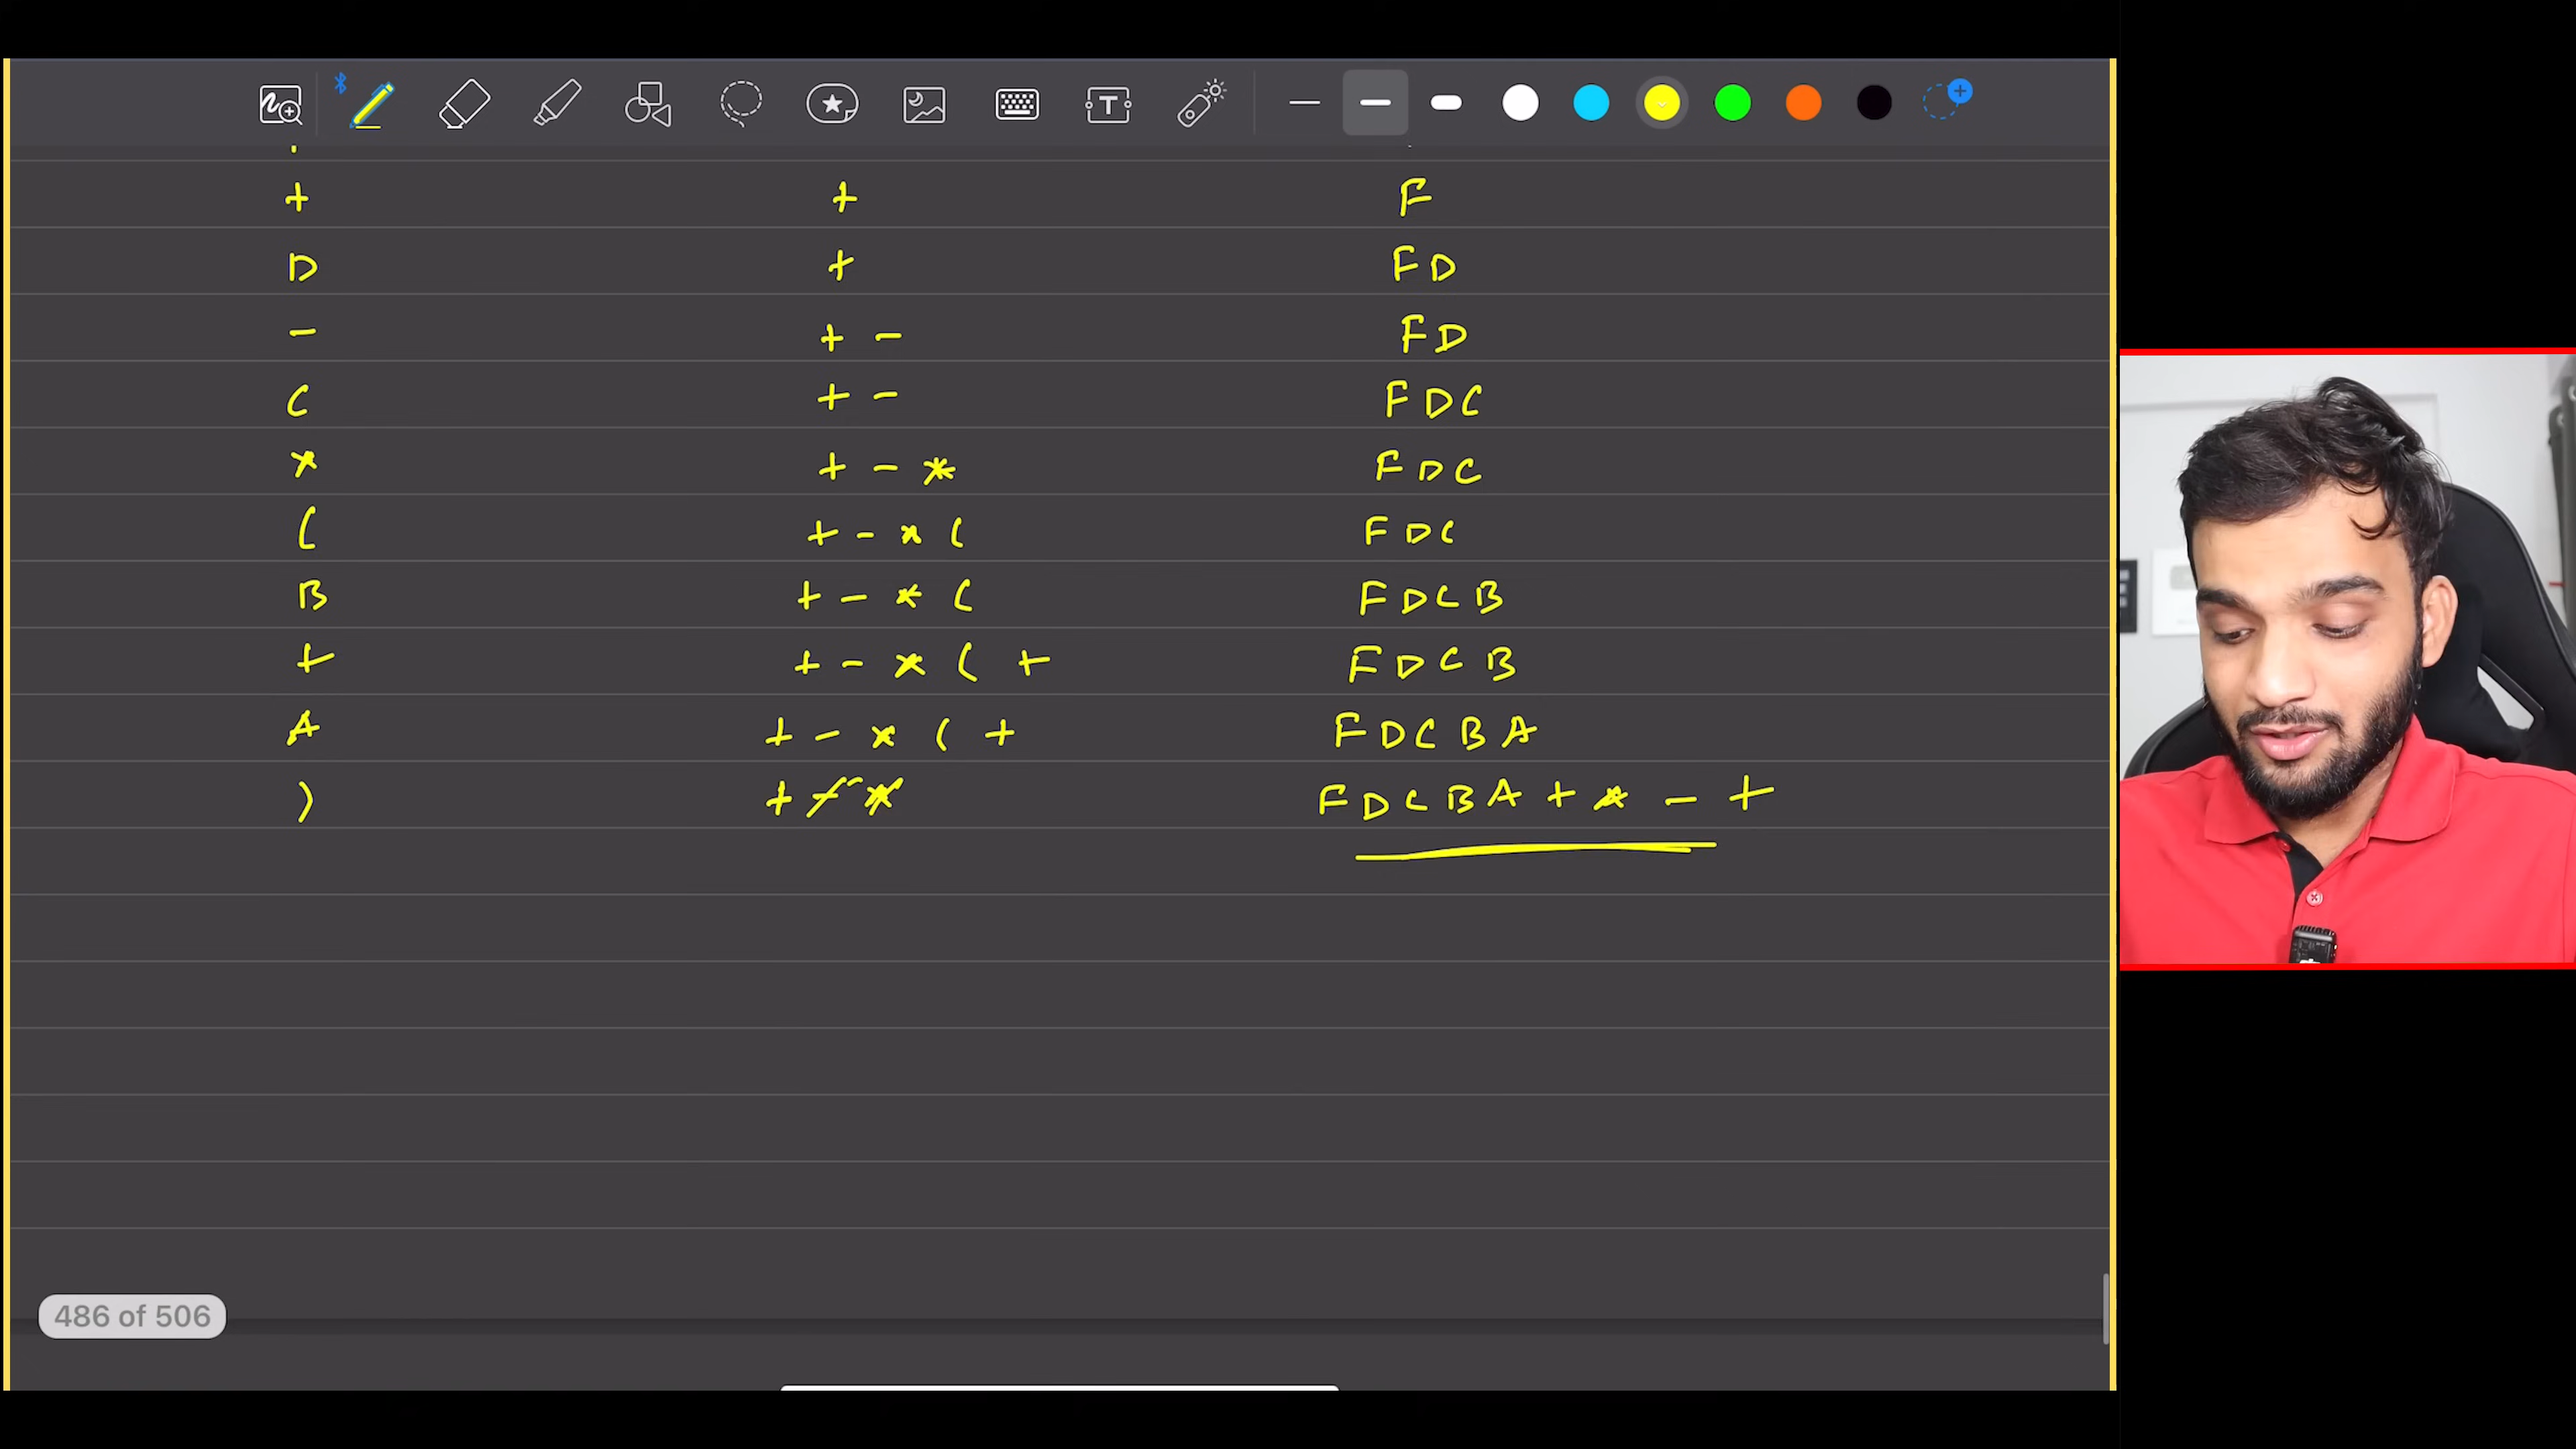 + + F
D + FD
- + - FD
C + - FDC
* + - * FDC
( + - * ( FDC
B + - * ( FDCB
+ + - * ( + FDCB
A + - * ( + FDCBA
) + - * FDCBA + * - +
486 of 506